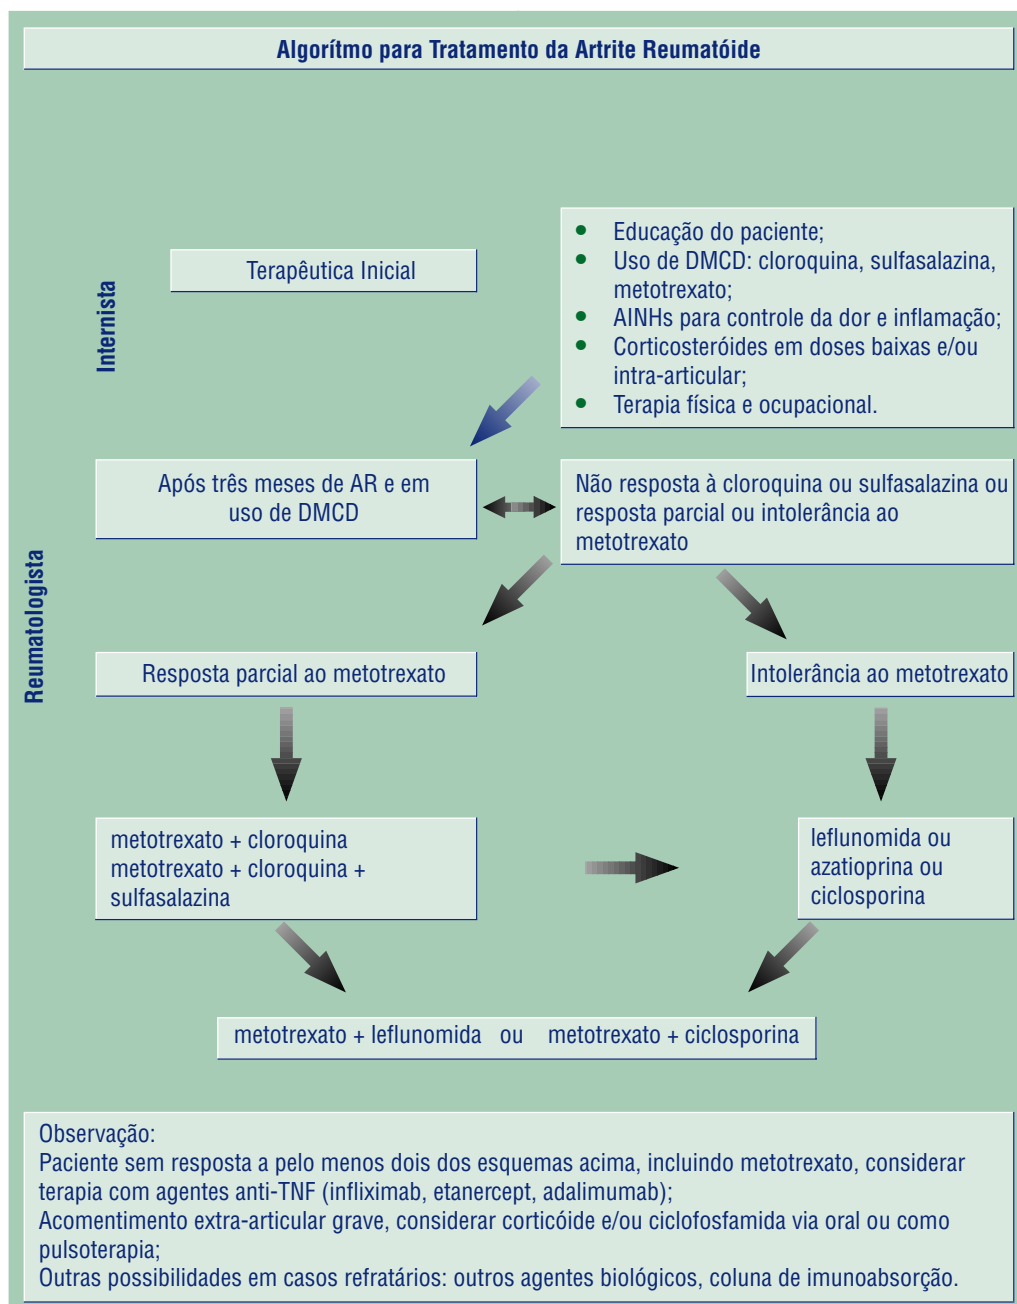 Algorítmo para Tratamento da Artrite Reumatóide
Internista
Terapêutica Inicial
• Educação do paciente;
• Uso de DMCD: cloroquina, sulfasalazina,
metotrexato;
• AINHs para controle da dor e inflamação;
• Corticosteróides em doses baixas e/ou
intra-articular;
• Terapia física e ocupacional.
Reumatologista
Após três meses de AR e em
uso de DMCD
Não resposta à cloroquina ou sulfasalazina ou
resposta parcial ou intolerância ao
metotrexato
Resposta parcial ao metotrexato
Intolerância ao metotrexato
metotrexato + cloroquina
metotrexato + cloroquina +
sulfasalazina
leflunomida ou
azatioprina ou
ciclosporina
metotrexato + leflunomida ou metotrexato + ciclosporina
Observação:
Paciente sem resposta a pelo menos dois dos esquemas acima, incluindo metotrexato, considerar
terapia com agentes anti-TNF (infliximab, etanercept, adalimumab);
Acomentimento extra-articular grave, considerar corticóide e/ou ciclofosfamida via oral ou como
pulsoterapia;
Outras possibilidades em casos refratários: outros agentes biológicos, coluna de imunoabsorção.